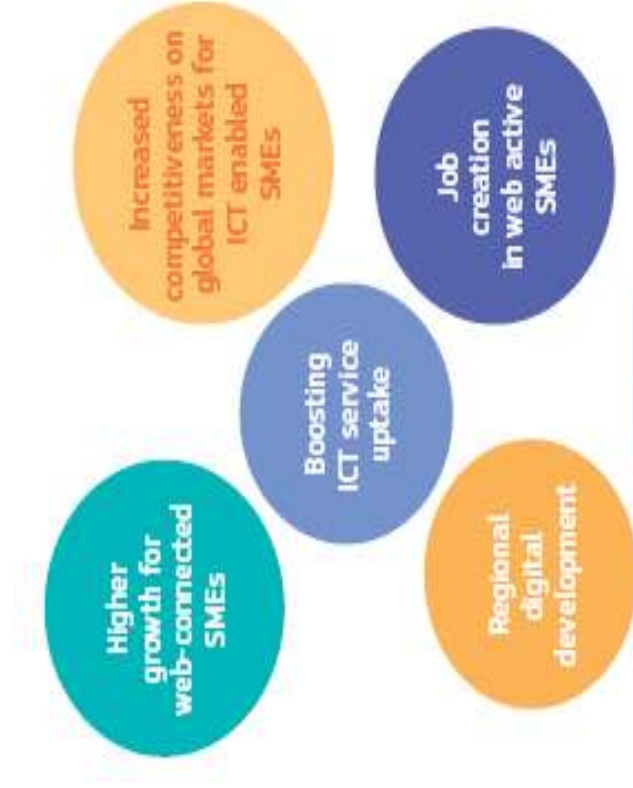 Higher
growth for
web-connected
SMEs
Increased
competitiveness on
global markets for
ICT enabled
SMEs
Boosting
ICT service
uptake
Regional
digital
development
Job
creation
in web active
SMEs